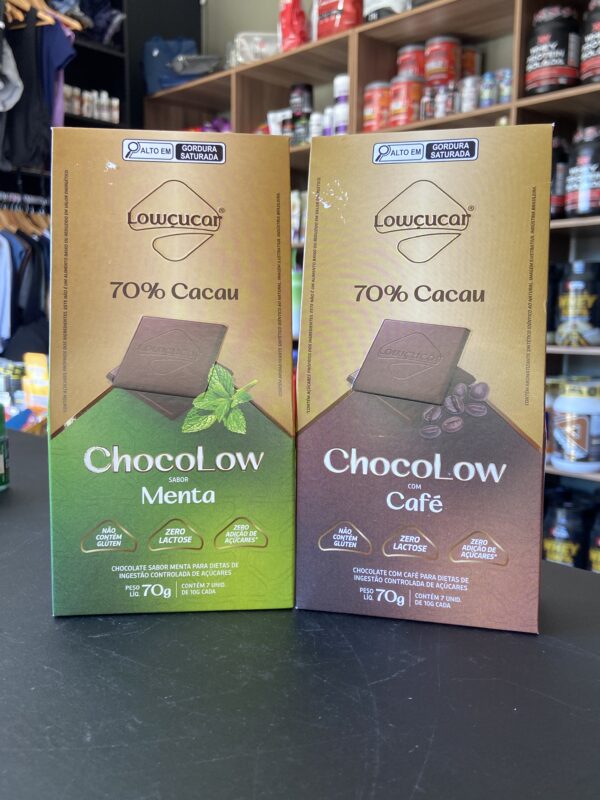 ALTO EM GORDURA
SATURADA
Lowçucar®
70% Cacau
Lowçucar
ChocoLow
SABOR
Menta
NÃO
CONTÉM
GLÚTEN
ZERO
LACTOSE
ZERO
ADIÇÃO DE
AÇÚCARES*
CHOCOLATE SABOR MENTA PARA DIETAS DE
INGESTÃO CONTROLADA DE AÇÚCARES
PESO
LÍQ. 70g
CONTÉM 7 UNID.
DE 10G CADA
ALTO EM GORDURA
SATURADA
Lowçucar®
70% Cacau
Lowçucar
ChocoLow
COM
Café
NÃO
CONTÉM
GLÚTEN
ZERO
LACTOSE
ZERO
ADIÇÃO DE
AÇÚCARES*
CHOCOLATE COM CAFÉ PARA DIETAS DE
INGESTÃO CONTROLADA DE AÇÚCARES
PESO
LÍQ. 70g
CONTÉM 7 UNID.
DE 10G CADA